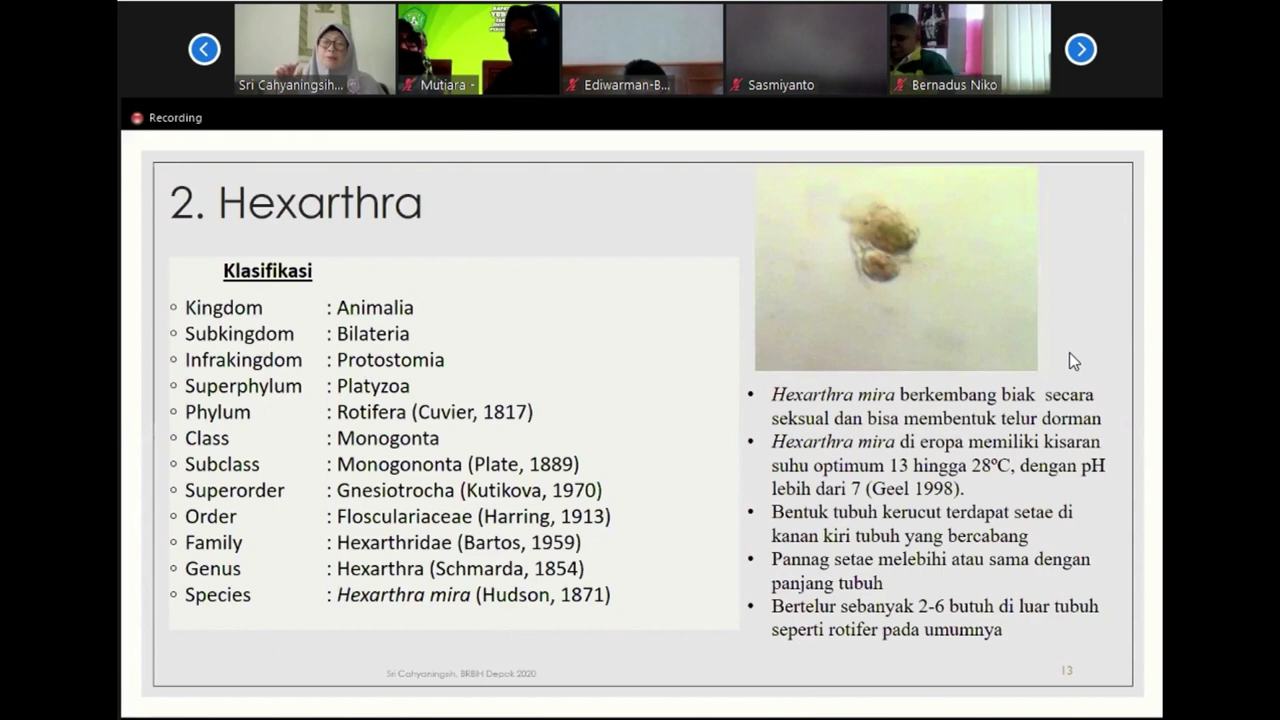 Sri Cahyaningsih...
Mutiara -
Ediwarman-B...
Sasmiyanto
Bernadus Niko
Recording
2. Hexarthra
Klasifikasi
Kingdom : Animalia
Subkingdom : Bilateria
Infrakingdom : Protostomia
Superphylum : Platyzoa
Phylum : Rotifera (Cuvier, 1817)
Class : Monogonta
Subclass : Monogononta (Plate, 1889)
Superorder : Gnesiotrocha (Kutikova, 1970)
Order : Flosculariaceae (Harring, 1913)
Family : Hexarthridae (Bartos, 1959)
Genus : Hexarthra (Schmarda, 1854)
Species : Hexarthra mira (Hudson, 1871)
• Hexarthra mira berkembang biak secara
seksual dan bisa membentuk telur dorman
• Hexarthra mira di eropa memiliki kisaran
suhu optimum 13 hingga 28ºC, dengan pH
lebih dari 7 (Geel 1998).
• Bentuk tubuh kerucut terdapat setae di
kanan kiri tubuh yang bercabang
• Pannag setae melebihi atau sama dengan
panjang tubuh
• Bertelur sebanyak 2-6 butuh di luar tubuh
seperti rotifer pada umumnya
Sri Cahyaningsih, BRBIH Depok 2020
13